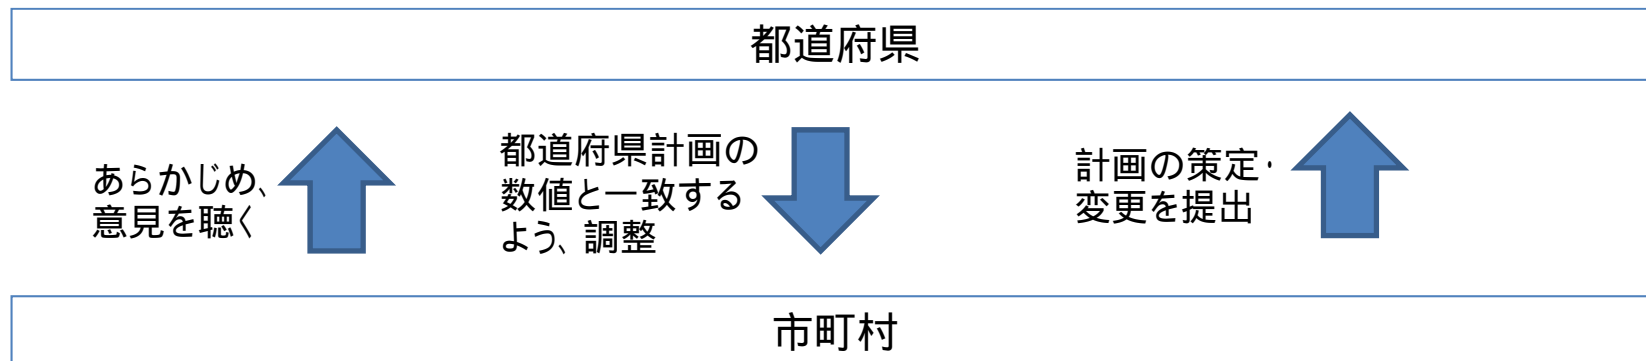 都道府県
あらかじめ、
意見を聴く
都道府県計画の
数値と一致する
よう、調整
計画の策定・
変更を提出
市町村